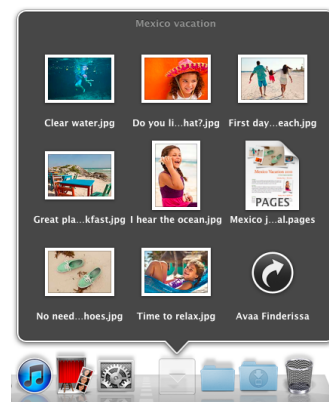 Mexico vacation
Clear water.jpg
Do you li...hat?.jpg
First day...each.jpg
Great pla...kfast.jpg
I hear the ocean.jpg
Mexico j...al.pages
PAGES
No need...hoes.jpg
Time to relax.jpg
Avaa Finderissa